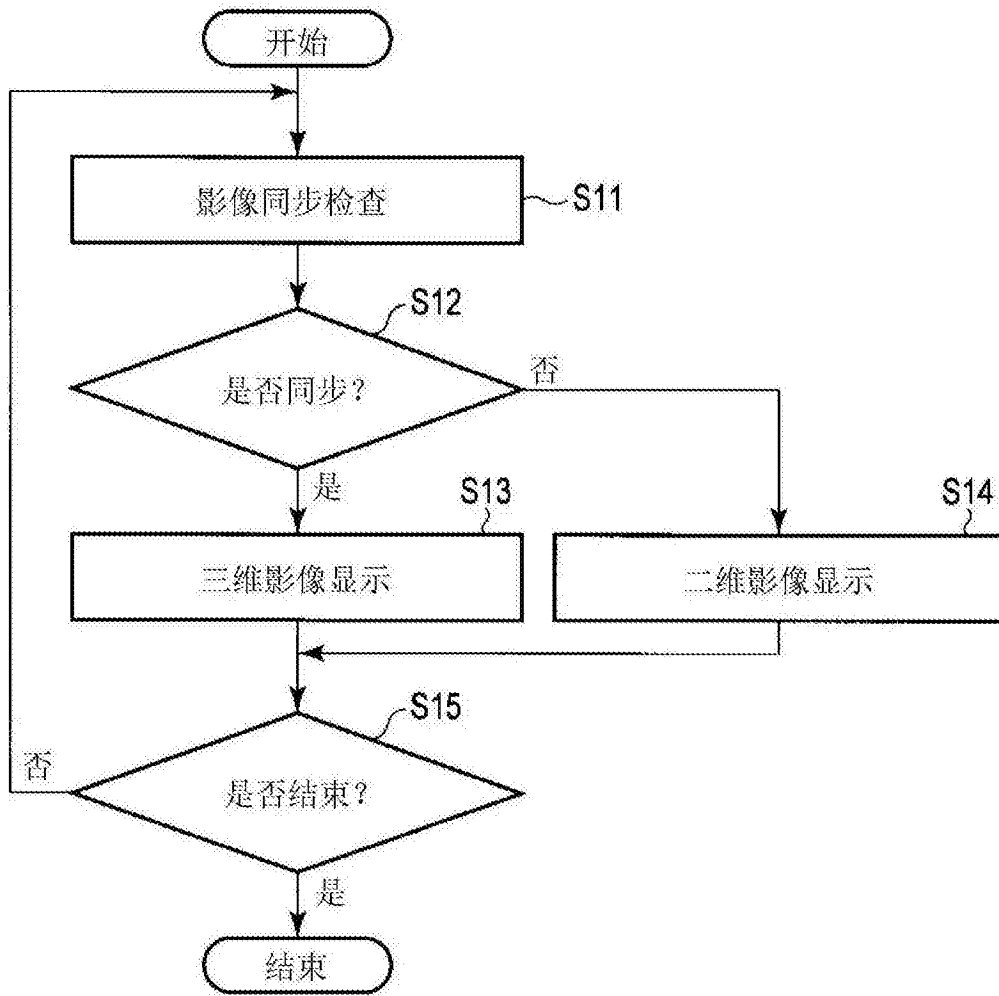 开始
影像同步检查
S11
S12
是否同步?
否
是
S13
S14
三维影像显示
二维影像显示
S15
否
是否结束?
是
结束